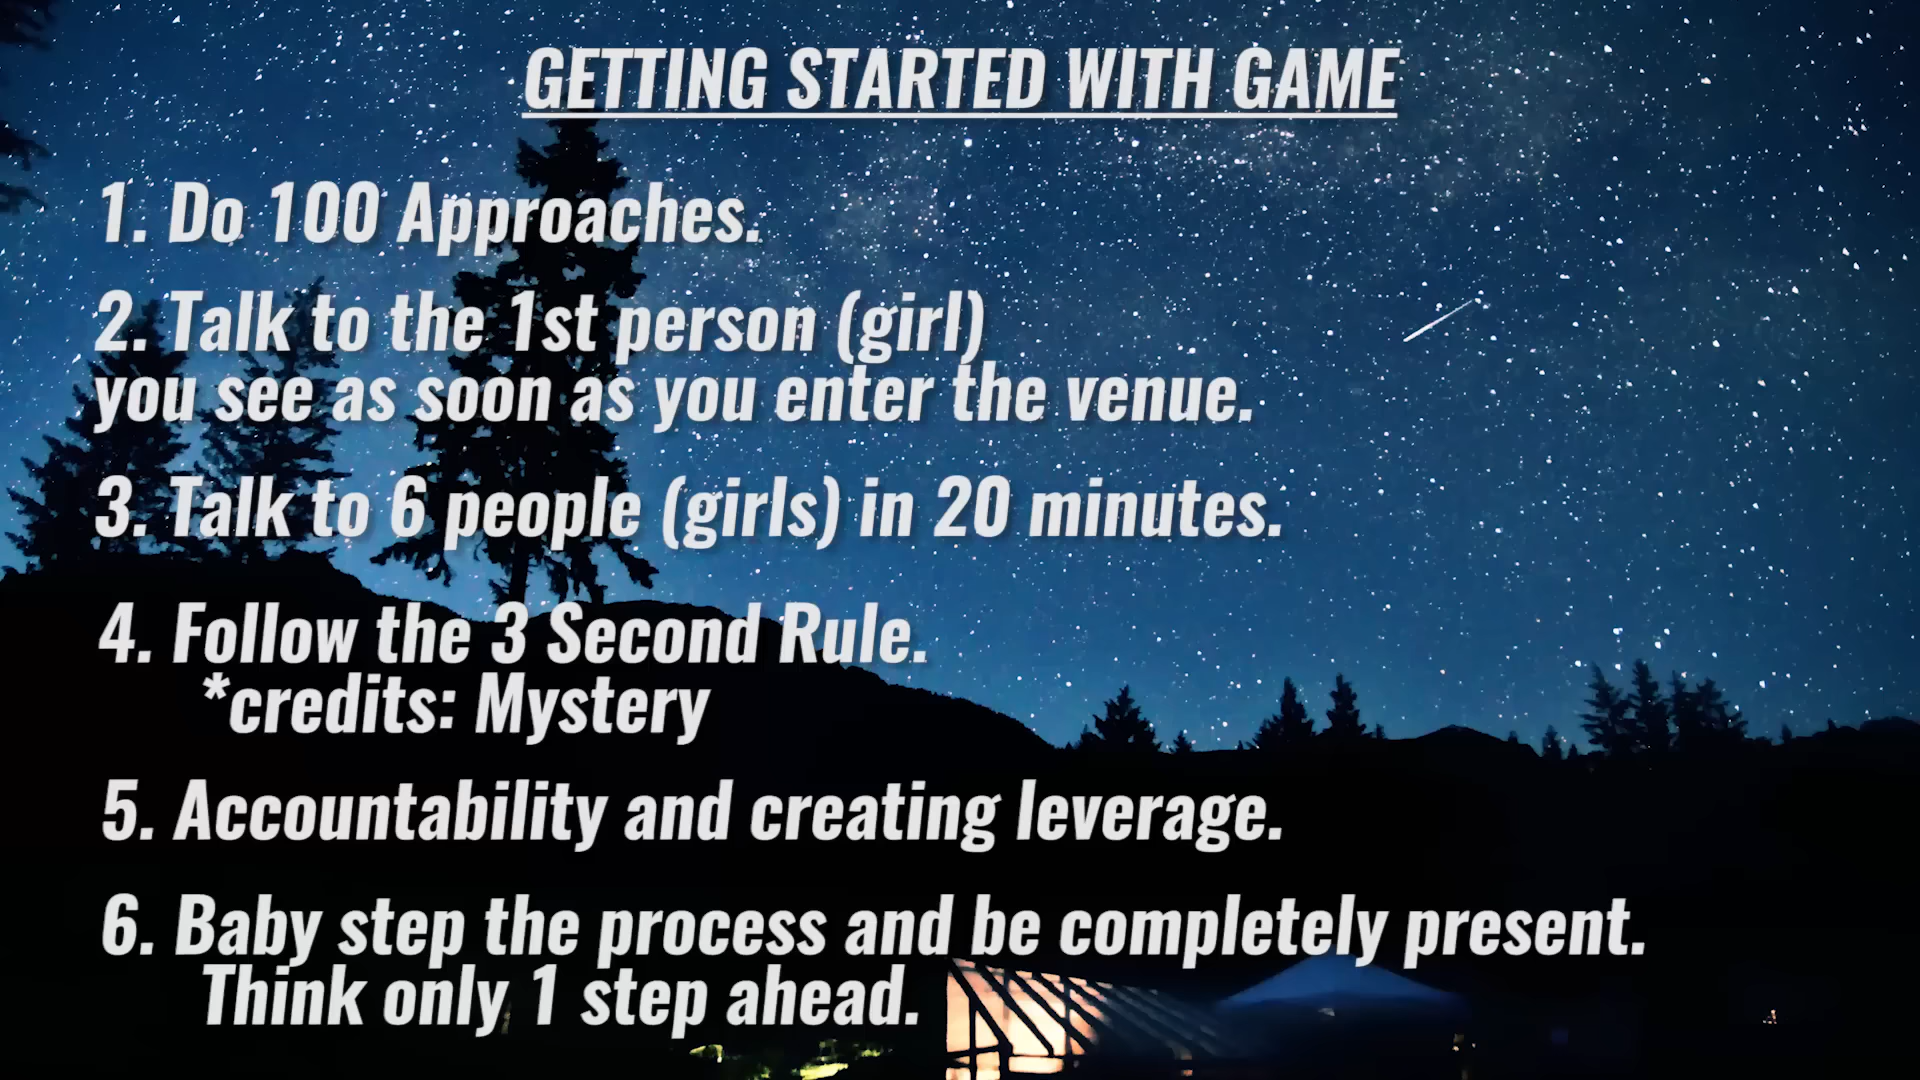 GETTING STARTED WITH GAME
1. Do 100 Approaches.
2. Talk to the 1st person (girl)
you see as soon as you enter the venue.
3. Talk to 6 people (girls) in 20 minutes.
4. Follow the 3 Second Rule.
*credits: Mystery
5. Accountability and creating leverage.
6. Baby step the process and be completely present.
Think only 1 step ahead.